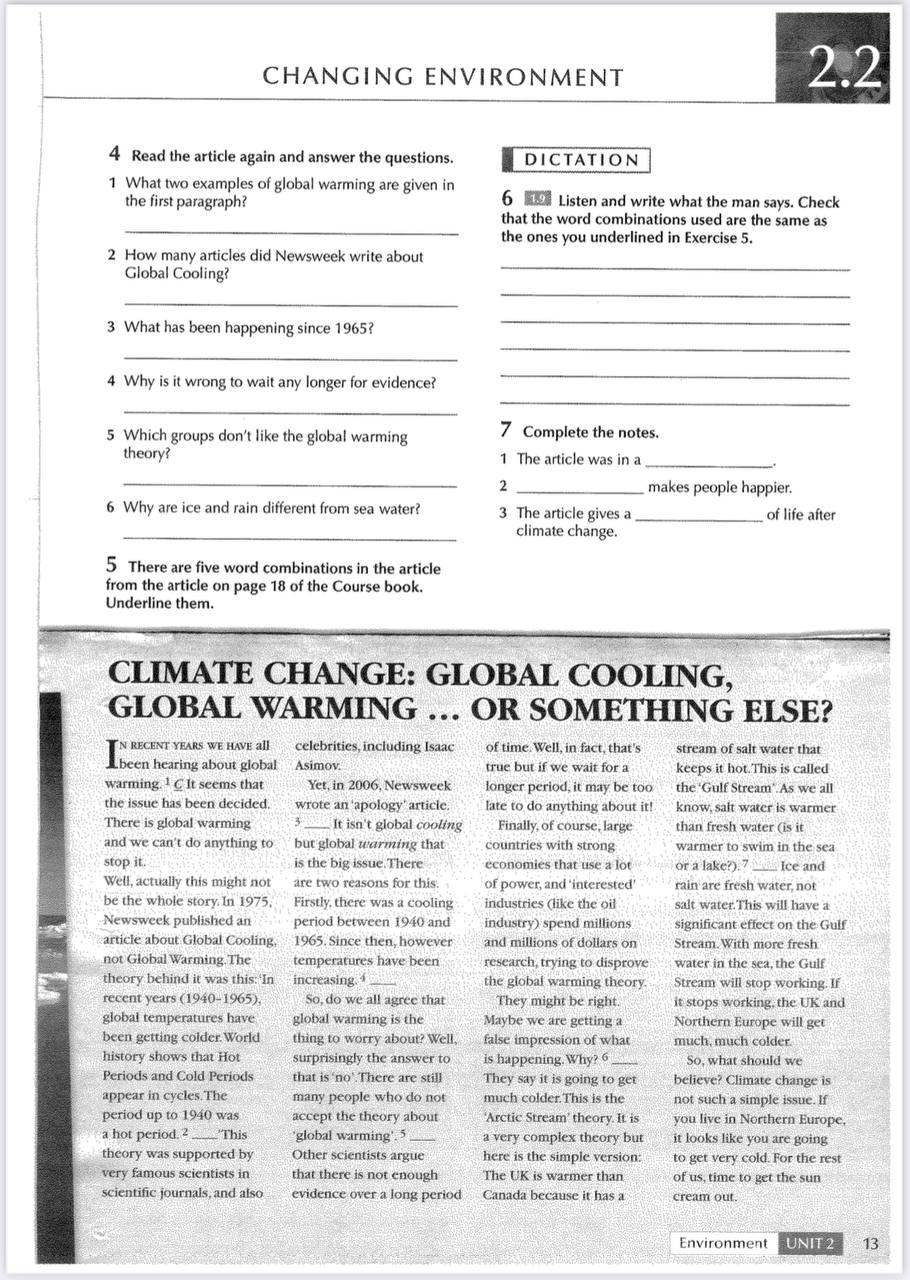 CHANGING ENVIRONMENT
2.2
4 Read the article again and answer the questions.
1 What two examples of global warming are given in
the first paragraph?
2 How many articles did Newsweek write about
Global Cooling?
3 What has been happening since 1965?
4 Why is it wrong to wait any longer for evidence?
5 Which groups don't like the global warming
theory?
6 Why are ice and rain different from sea water?
5 There are five word combinations in the article
from the article on page 18 of the Course book.
Underline them.
DICTATION
6 1.9 Listen and write what the man says. Check
that the word combinations used are the same as
the ones you underlined in Exercise 5.
7 Complete the notes.
1 The article was in a ____________.
2 ____________ makes people happier.
3 The article gives a ____________ of life after
climate change.
CLIMATE CHANGE: GLOBAL COOLING,
GLOBAL WARMING ... OR SOMETHING ELSE?
IN RECENT YEARS WE HAVE all
been hearing about global
warming. 1 C It seems that
the issue has been decided.
There is global warming
and we can't do anything to
stop it.
Well, actually this might not
be the whole story. In 1975,
Newsweek published an
article about Global Cooling,
not Global Warming. The
theory behind it was this: 'In
recent years (1940–1965),
global temperatures have
been getting colder. World
history shows that Hot
Periods and Cold Periods
appear in cycles. The
period up to 1940 was
a hot period. 2 ___' This
theory was supported by
very famous scientists in
scientific journals, and also
celebrities, including Isaac
Asimov.
Yet, in 2006, Newsweek
wrote an 'apology' article.
3 ___ It isn't global cooling
but global warming that
is the big issue. There
are two reasons for this.
Firstly, there was a cooling
period between 1940 and
1965. Since then, however
temperatures have been
increasing. 4 ___
So, do we all agree that
global warming is the
thing to worry about? Well,
surprisingly the answer to
that is 'no'. There are still
many people who do not
accept the theory about
'global warming'. 5 ___
Other scientists argue
that there is not enough
evidence over a long period
of time. Well, in fact, that's
true but if we wait for a
longer period, it may be too
late to do anything about it!
Finally, of course, large
countries with strong
economies that use a lot
of power, and 'interested'
industries (like the oil
industry) spend millions
and millions of dollars on
research, trying to disprove
the global warming theory.
They might be right.
Maybe we are getting a
false impression of what
is happening. Why? 6 ___
They say it is going to get
much colder. This is the
'Arctic Stream' theory. It is
a very complex theory but
here is the simple version:
The UK is warmer than
Canada because it has a
stream of salt water that
keeps it hot. This is called
the 'Gulf Stream'. As we all
know, salt water is warmer
than fresh water (is it
warmer to swim in the sea
or a lake?). 7 ___ Ice and
rain are fresh water, not
salt water. This will have a
significant effect on the Gulf
Stream. With more fresh
water in the sea, the Gulf
Stream will stop working. If
it stops working, the UK and
Northern Europe will get
much, much colder.
So, what should we
believe? Climate change is
not such a simple issue. If
you live in Northern Europe,
it looks like you are going
to get very cold. For the rest
of us, time to get the sun
cream out.
Environment UNIT 2 13